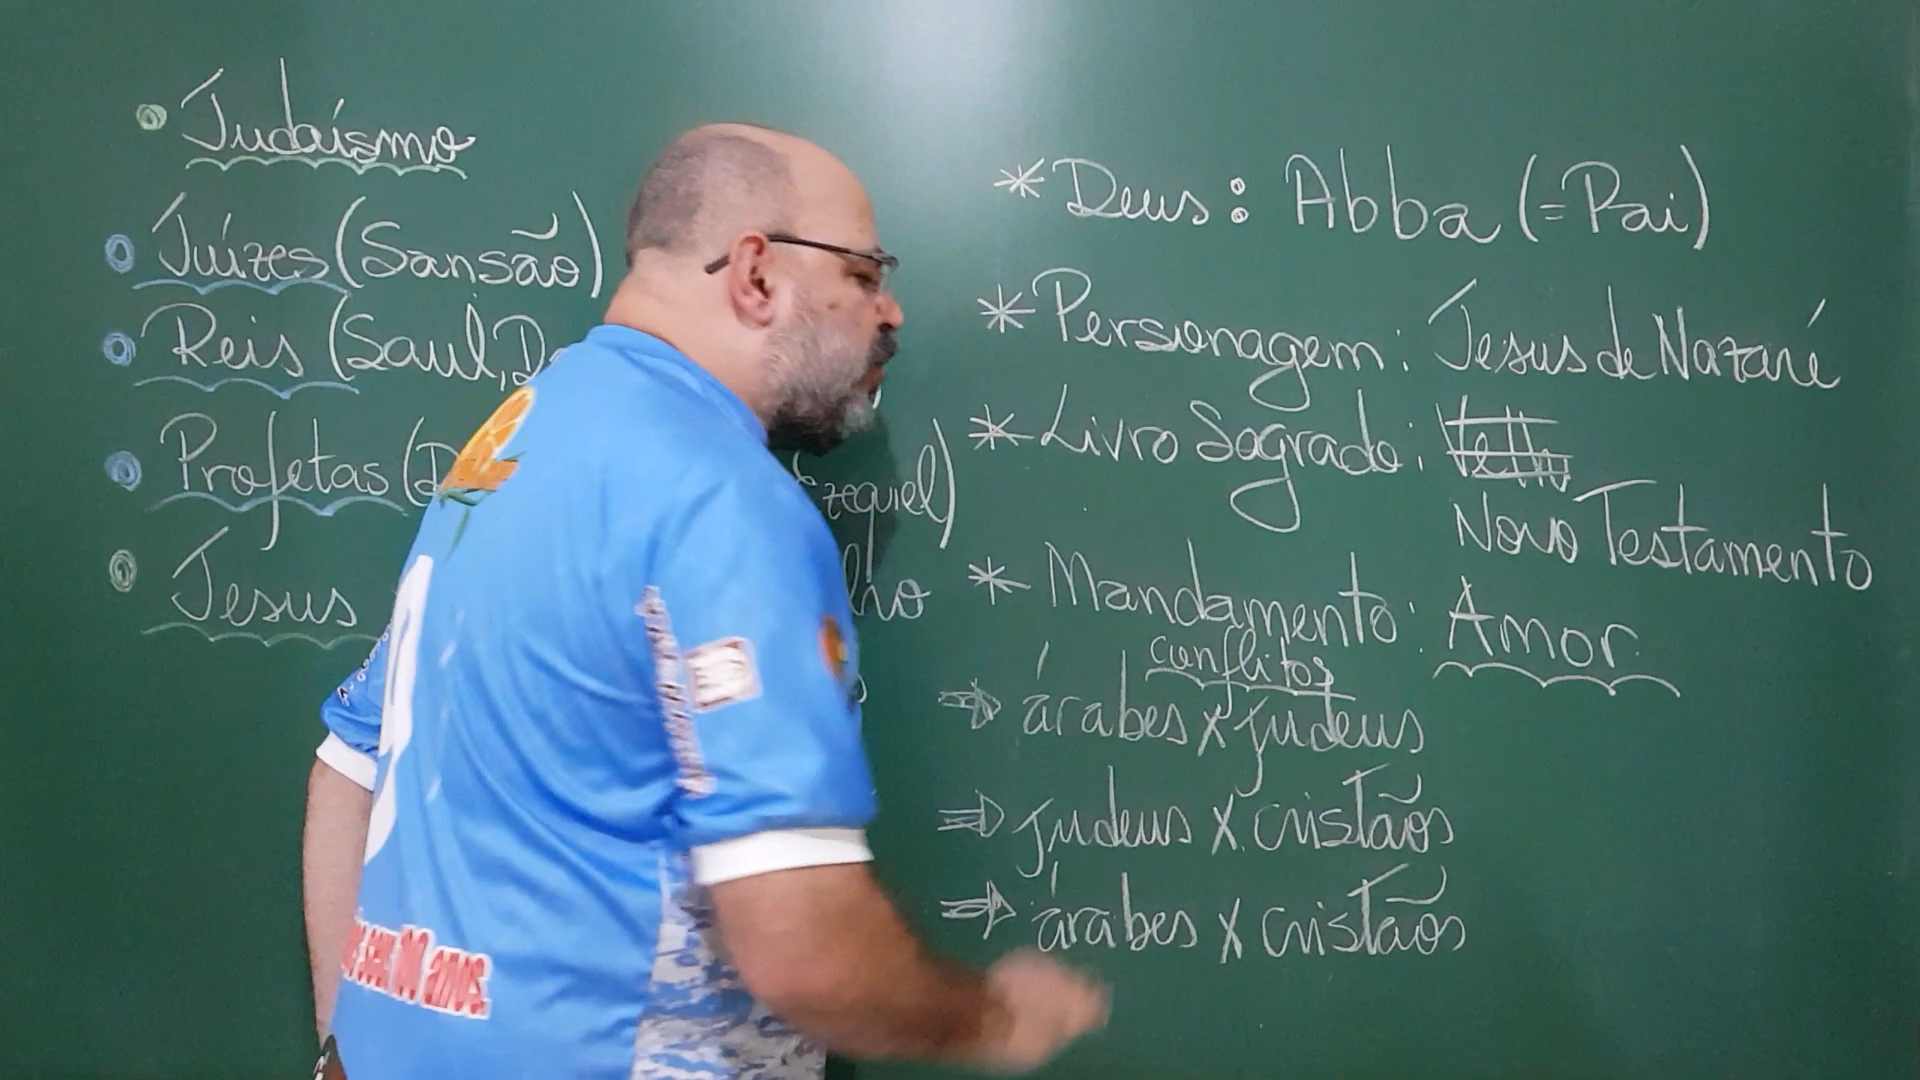 Judaísmo
Juízes (Sansão)
Reis (Saul,
Profetas ( zequiel)
Jesus lho
* Deus: Abba (=Pai)
* Personagem: Jesus de Nazaré
* Livro Sagrado:
Novo Testamento
* Mandamento: Amor
conflitos
⇒ árabes x judeus
⇒ judeus x cristãos
⇒ árabes x cristãos
anos.